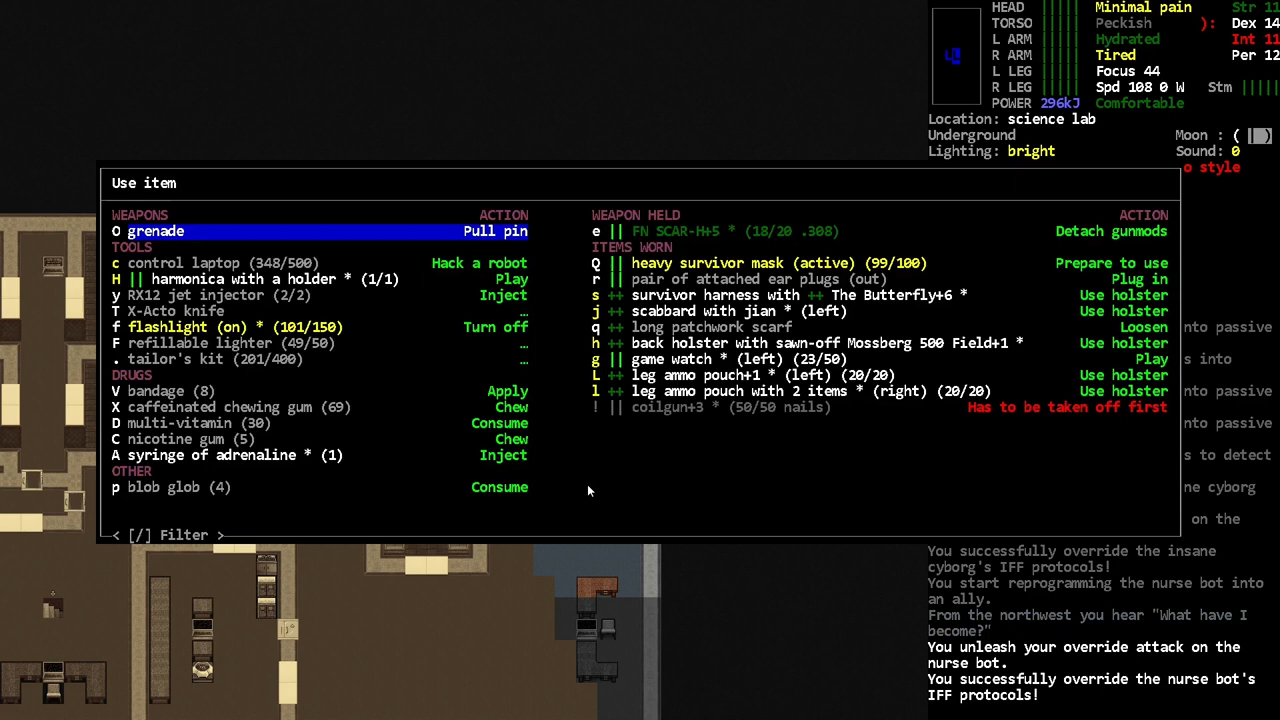 HEAD |||||
Minimal pain
Str 11
TORSO |||||
Peckish ):
Dex 14
L ARM |||||
Hydrated
Int 11
R ARM |||||
Tired
Per 12
L LEG |||||
Focus 44
R LEG |||||
Spd 108 0 W Stm |||||
POWER 296kJ
Comfortable
Location: science lab
Underground
Moon : ( | )
Lighting: bright
Sound: 0
o style
Use item
WEAPONS ACTION
O grenade Pull pin
TOOLS
c control laptop (348/500) Hack a robot
H || harmonica with a holder * (1/1) Play
y RX12 jet injector (2/2) Inject
T X-Acto knife …
f flashlight (on) * (101/150) Turn off
F refillable lighter (49/50) …
. tailor's kit (201/400) …
DRUGS
V bandage (8) Apply
X caffeinated chewing gum (69) Chew
D multi-vitamin (30) Consume
C nicotine gum (5) Chew
A syringe of adrenaline * (1) Inject
OTHER
p blob glob (4) Consume
WEAPON HELD ACTION
e || FN SCAR-H+5 * (18/20 .308) Detach gunmods
ITEMS WORN
Q || heavy survivor mask (active) (99/100) Prepare to use
r || pair of attached ear plugs (out) Plug in
s ++ survivor harness with ++ The Butterfly+6 * Use holster
j ++ scabbard with jian * (left) Use holster
q ++ long patchwork scarf Loosen
h ++ back holster with sawn-off Mossberg 500 Field+1 * Use holster
g || game watch * (left) (23/50) Play
L ++ leg ammo pouch+1 * (left) (20/20) Use holster
l ++ leg ammo pouch with 2 items * (right) (20/20) Use holster
! || coilgun+3 * (50/50 nails) Has to be taken off first
< [/] Filter >
nto passive
s into
nto passive
nto passive
s to detect
ne cyborg
on the
You successfully override the insane
cyborg's IFF protocols!
You start reprogramming the nurse bot into
an ally.
From the northwest you hear "What have I
become?"
You unleash your override attack on the
nurse bot.
You successfully override the nurse bot's
IFF protocols!